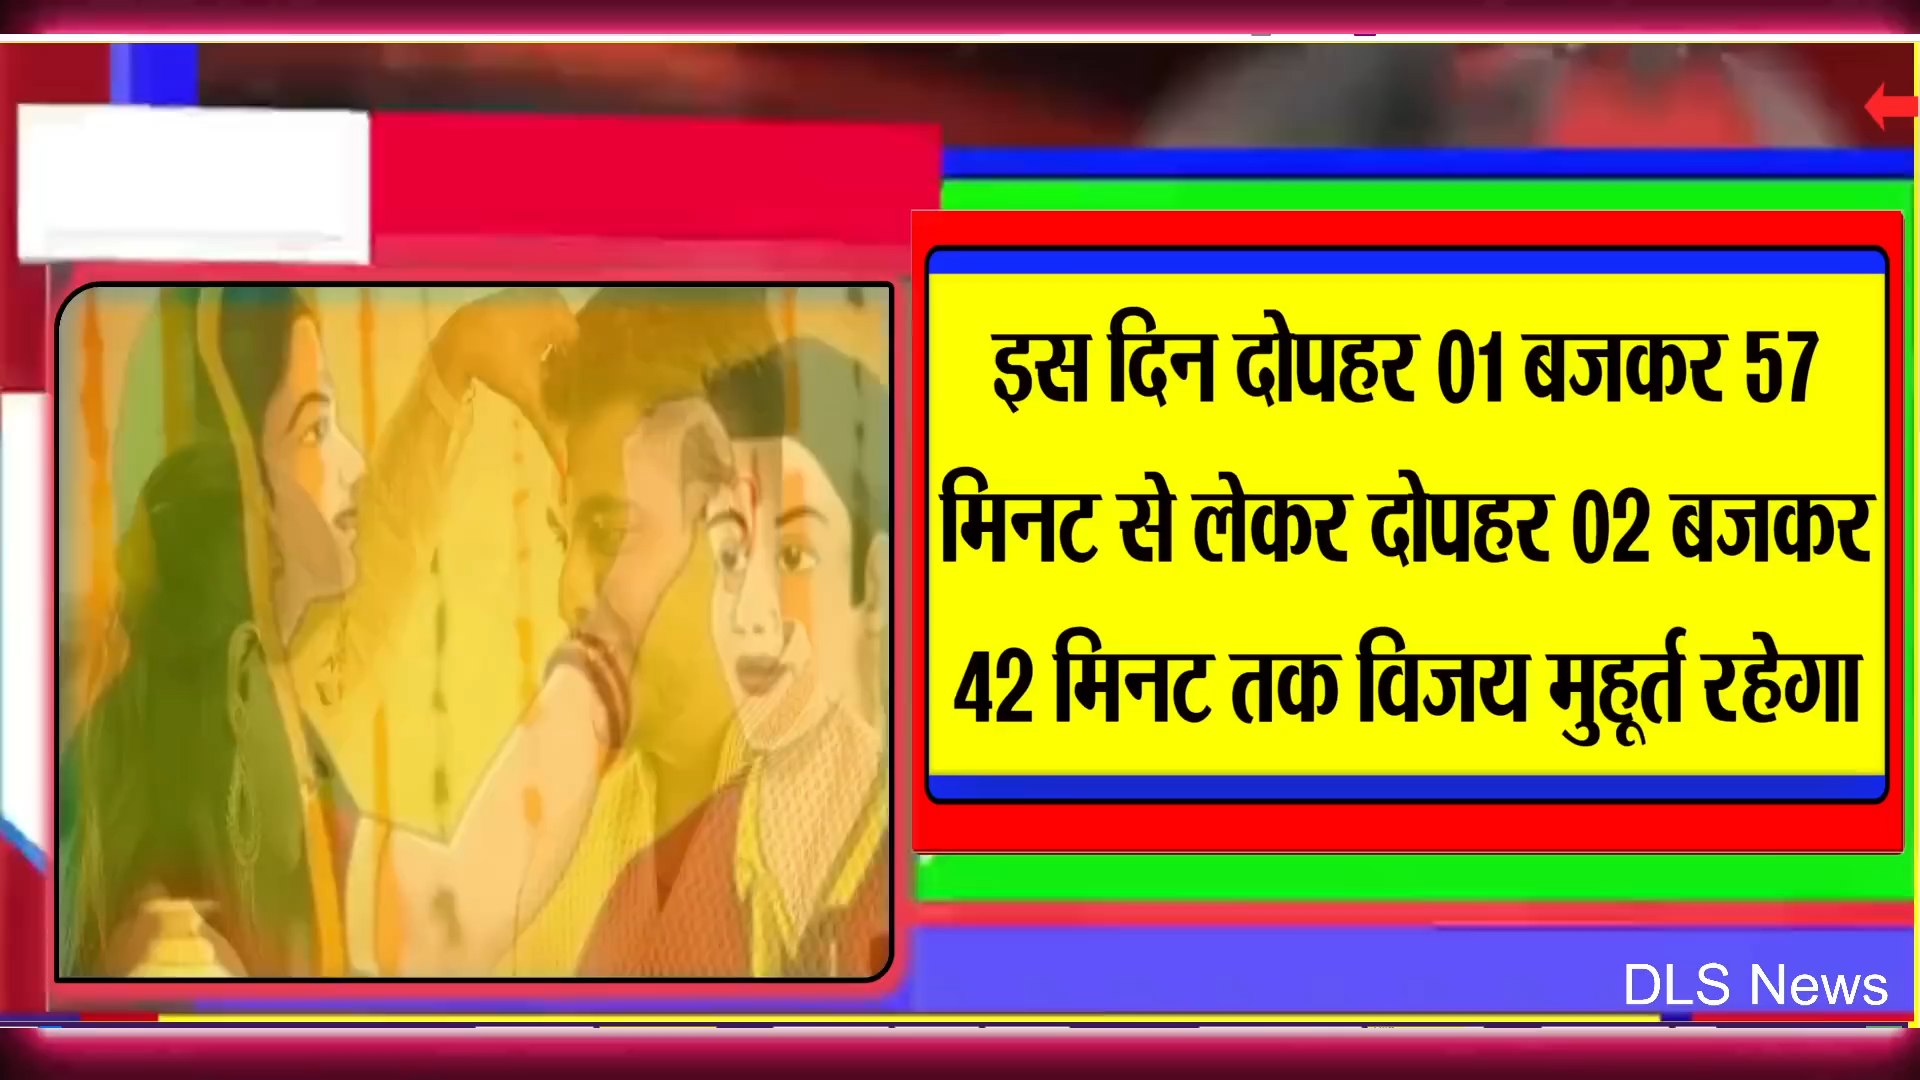 इस दिन दोपहर 01 बजकर 57
मिनट से लेकर दोपहर 02 बजकर
42 मिनट तक विजय मुहूर्त रहेगा
DLS News